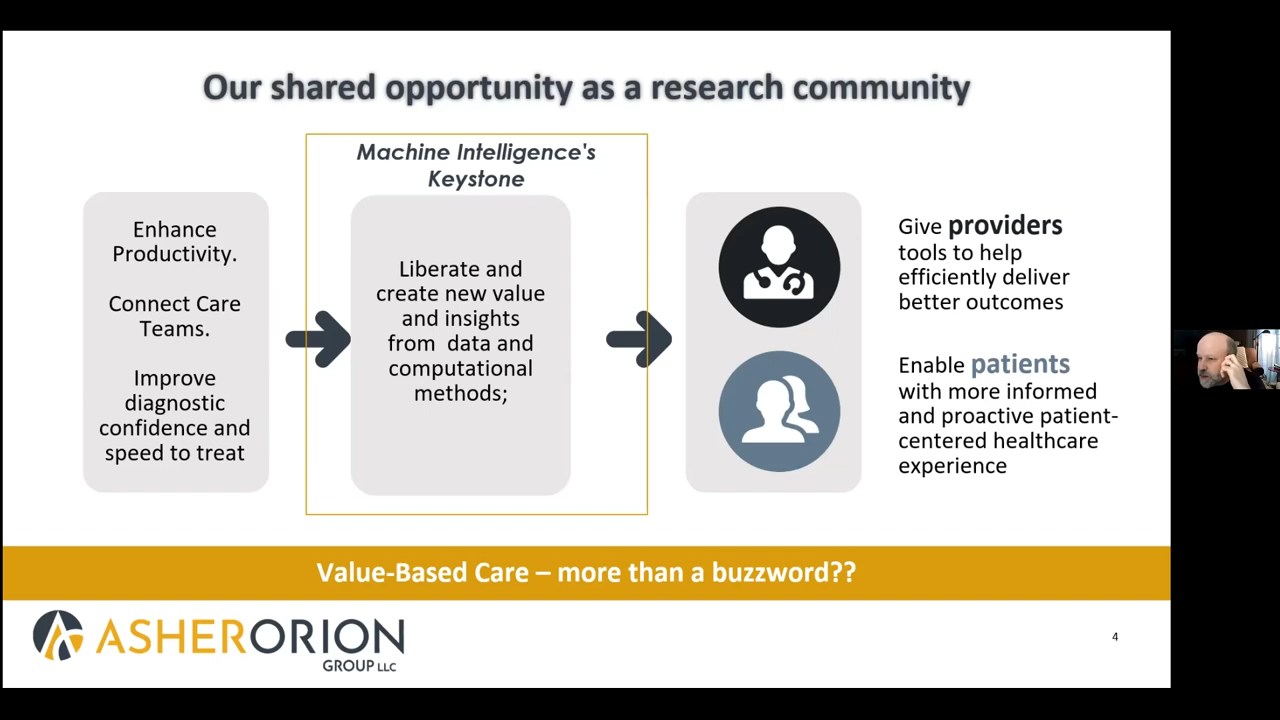 Our shared opportunity as a research community
Machine Intelligence's
Keystone
Enhance
Productivity.
Connect Care
Teams.
Improve
diagnostic
confidence and
speed to treat
Liberate and
create new value
and insights
from  data and
computational
methods;
Give providers
tools to help
efficiently deliver
better outcomes
Enable patients
with more informed
and proactive patient-
centered healthcare
experience
Value-Based Care – more than a buzzword??
ASHERORION
GROUP LLC
4